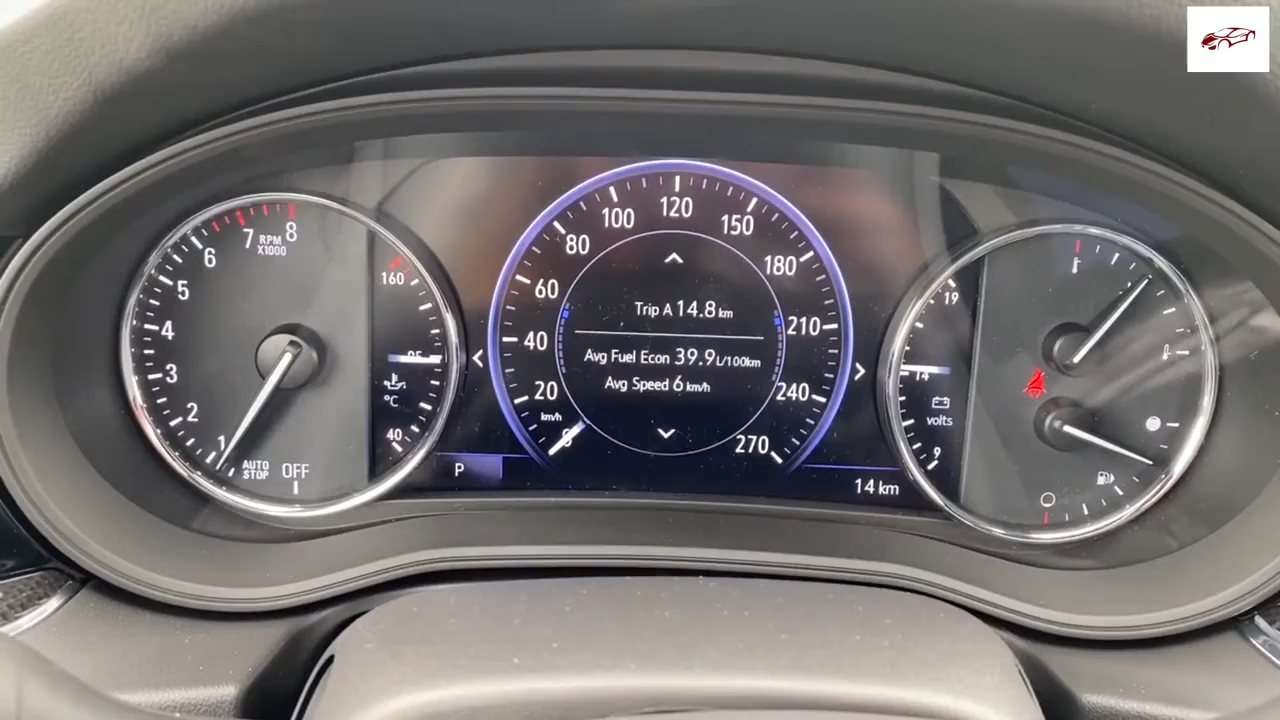 8
7
RPM
X1000
6
5
4
3
2
1
AUTO
STOP
OFF
160
95
°C
40
120
100
150
80
180
60
210
40
240
20
270
km/h
0
Trip A 14.8 km
Avg Fuel Econ 39.9 L/100km
Avg Speed 6 km/h
P
14 km
19
14
volts
9